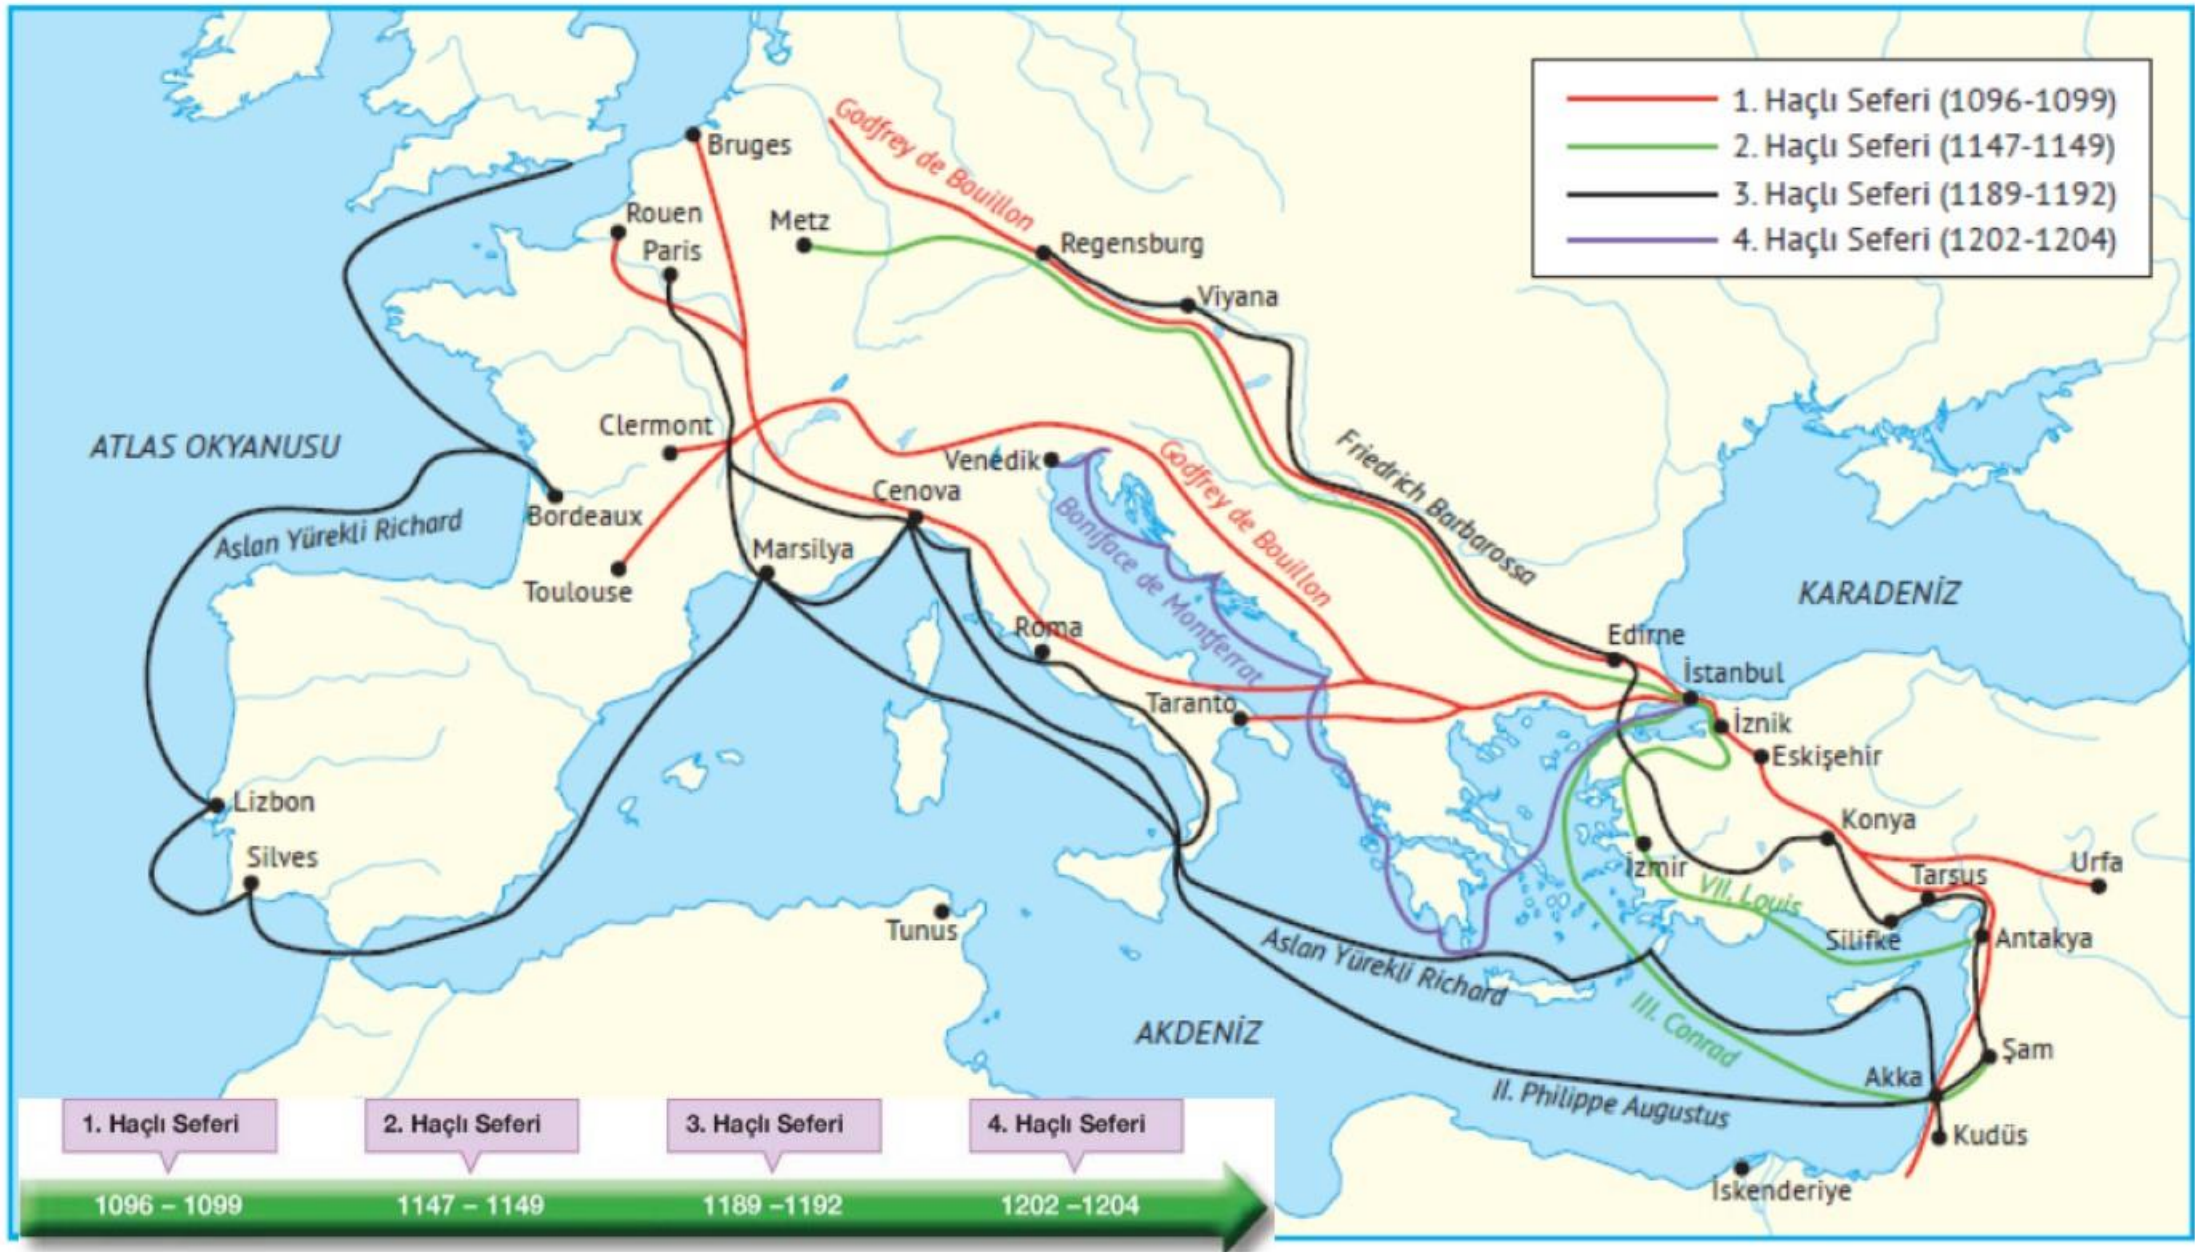 1. Haçlı Seferi (1096-1099)
2. Haçlı Seferi (1147-1149)
3. Haçlı Seferi (1189-1192)
4. Haçlı Seferi (1202-1204)
Godfrey de Bouillon
Bruges
Rouen
Paris
Metz
Regensburg
Viyana
Clermont
ATLAS OKYANUSU
Venedik
Godfrey de Bouillon
Friedrich Barbarossa
Cenova
Bordeaux
Aslan Yürekli Richard
Boniface de Montferrat
Marsilya
Toulouse
KARADENİZ
Roma
Edirne
İstanbul
Taranto
İznik
Eskişehir
Lizbon
Konya
Silves
İzmir
Urfa
Tarsus
VII. Louis
Tunus
Silifke
Antakya
Aslan Yürekli Richard
AKDENİZ
III. Conrad
Şam
Akka
II. Philippe Augustus
Kudüs
İskenderiye
1. Haçlı Seferi
2. Haçlı Seferi
3. Haçlı Seferi
4. Haçlı Seferi
1096 – 1099
1147 – 1149
1189 –1192
1202 –1204